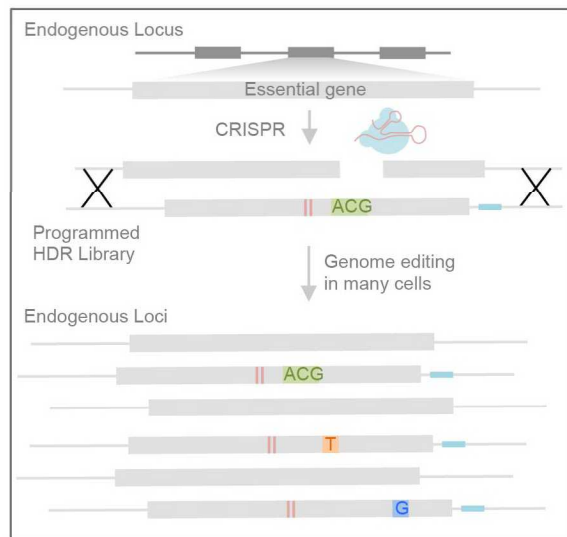 Endogenous Locus
Essential gene
CRISPR
ACG
Programmed
HDR Library
Genome editing
in many cells
Endogenous Loci
ACG
T
G